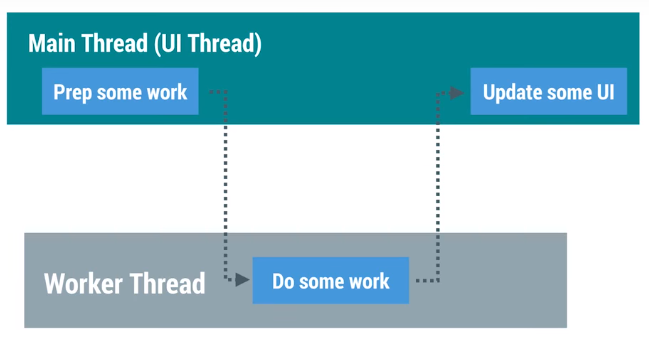 Main Thread (UI Thread)
Prep some work
Update some UI
Worker Thread
Do some work